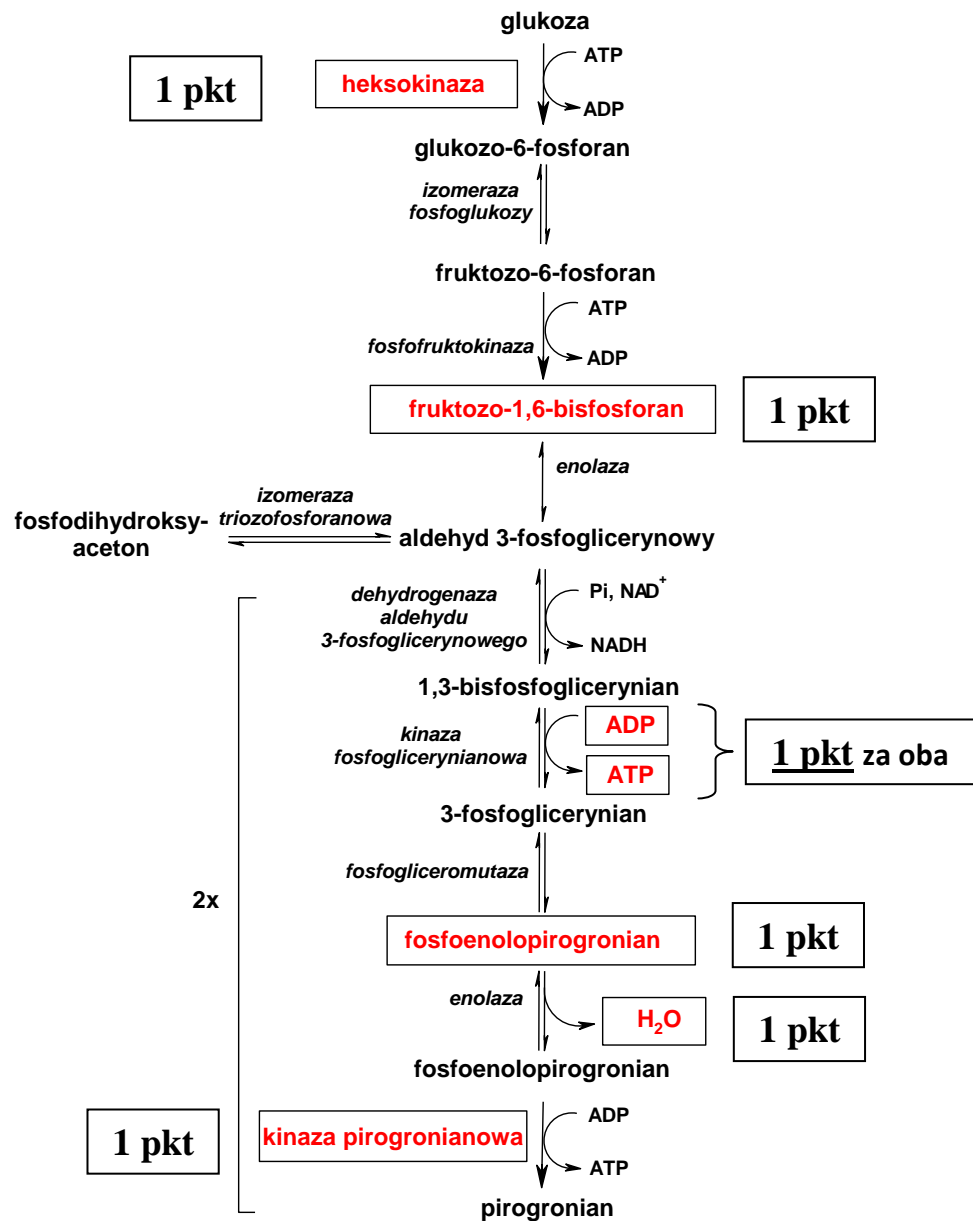 glukoza
ATP
1 pkt
heksokinaza
ADP
glukozo-6-fosforan
izomeraza
fosfoglukozy
fruktozo-6-fosforan
ATP
fosfofruktokinaza
ADP
fruktozo-1,6-bisfosforan
1 pkt
enolaza
izomeraza
triozofosforanowa
fosfodihydroksy-
aceton
aldehyd 3-fosfoglicerynowy
dehydrogenaza
aldehydu
3-fosfoglicerynowego
Pi, NAD+
NADH
1,3-bisfosfoglicerynian
kinaza
fosfoglicerynianowa
ADP
ATP
1 pkt za oba
3-fosfoglicerynian
fosfogliceromutaza
2x
fosfoenolopirogronian
1 pkt
enolaza
H2O
1 pkt
fosfoenolopirogronian
1 pkt
kinaza pirogronianowa
ADP
ATP
pirogronian